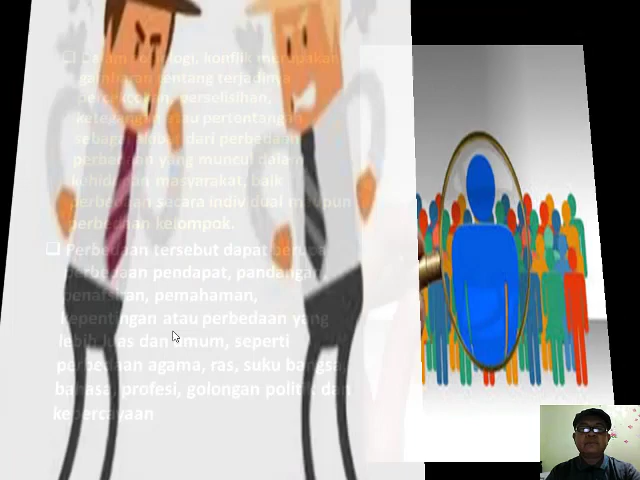 Dalam sosiologi, konflik merupakan
gambaran tentang terjadinya
percekcokan, perselisihan,
ketegangan atau pertentangan
sebagai akibat dari perbedaan
perbedaan yang muncul dalam
kehidupan masyarakat, baik
perbedaan secara individual maupun
perbedaan kelompok.
Perbedaan tersebut dapat berupa
perbedaan pendapat, pandangan,
penafsiran, pemahaman,
kepentingan atau perbedaan yang
lebih luas dan umum, seperti
perbedaan agama, ras, suku bangsa,
bahasa, profesi, golongan politik dan
kepercayaan